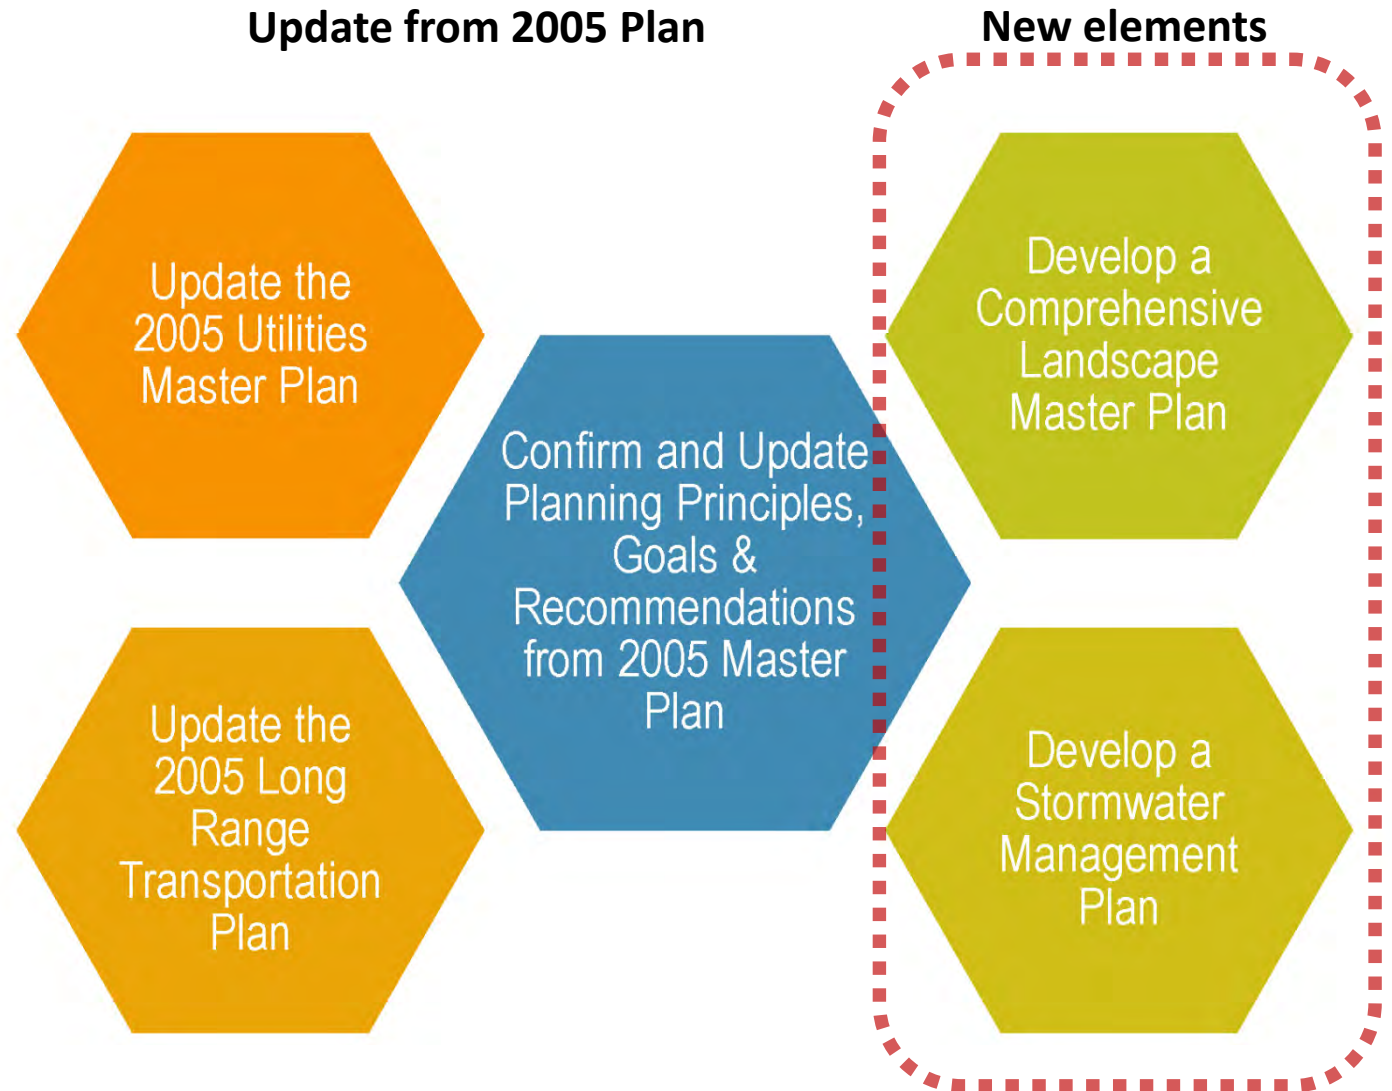 Update from 2005 Plan
New elements
Update the
2005 Utilities
Master Plan
Update the
2005 Long
Range
Transportation
Plan
Confirm and Update
Planning Principles,
Goals &
Recommendations
from 2005 Master
Plan
Develop a
Comprehensive
Landscape
Master Plan
Develop a
Stormwater
Management
Plan